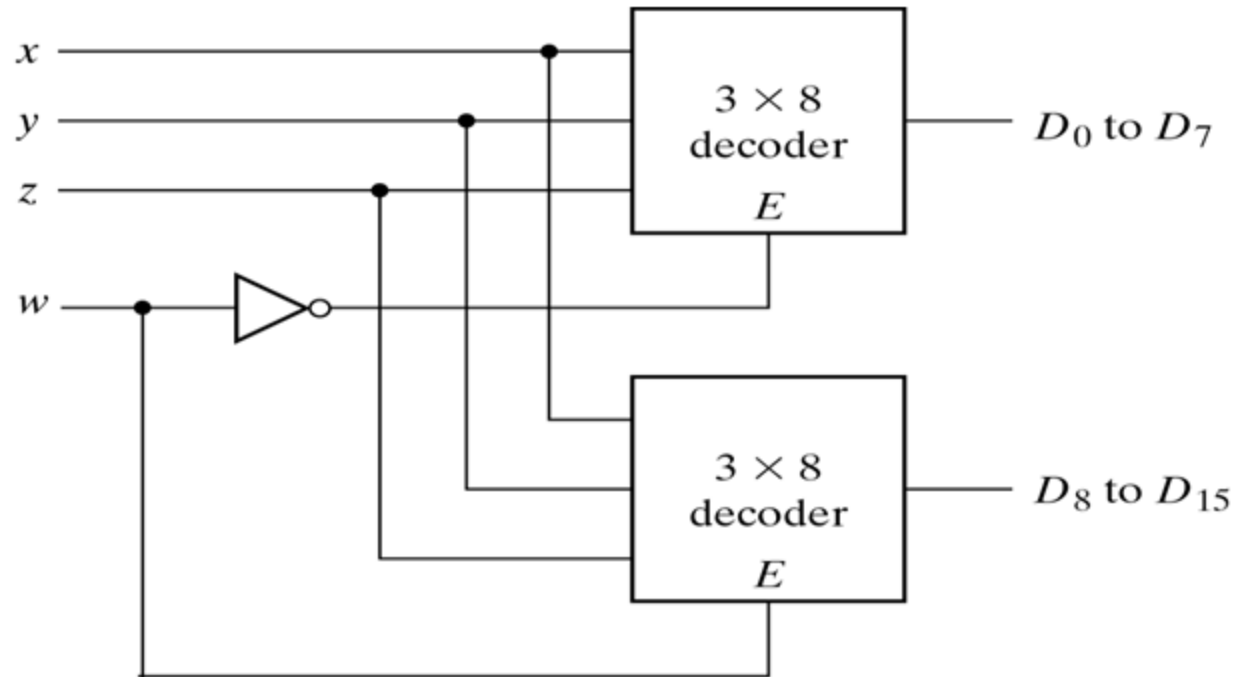 x
y
z
w
3 × 8
decoder
E
D₀ to D₇
3 × 8
decoder
E
D₈ to D₁₅